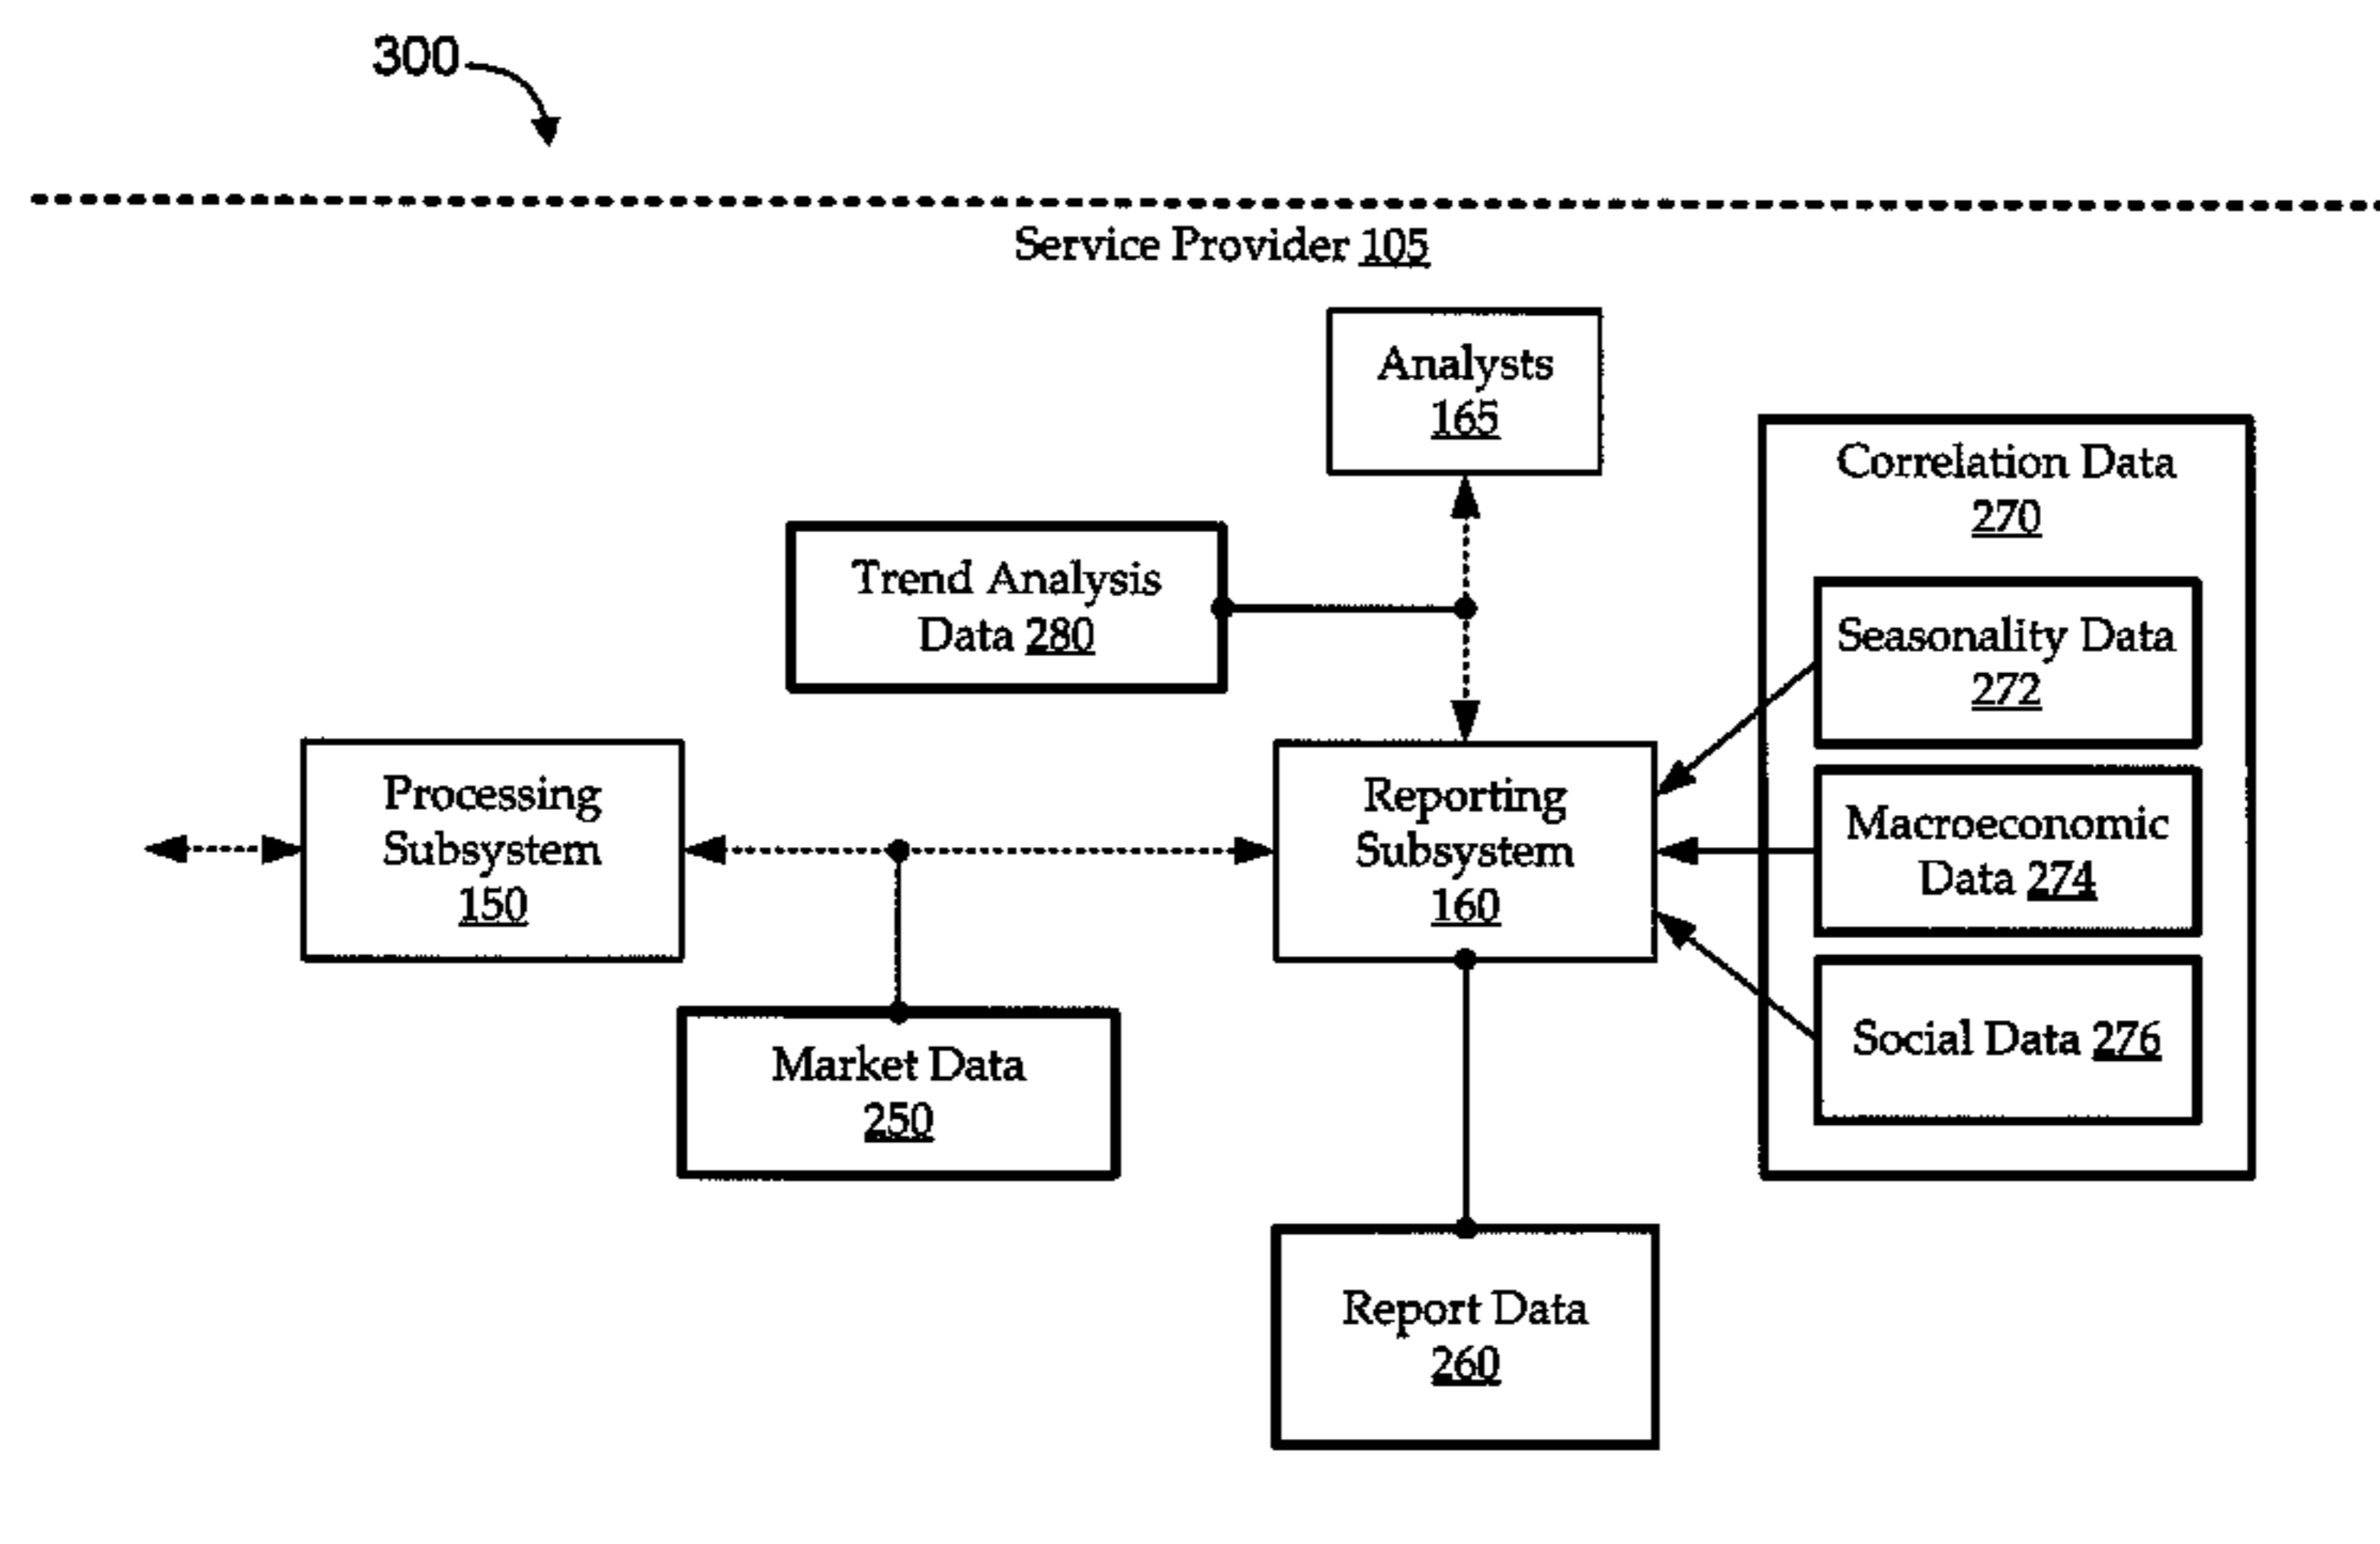 300
Service Provider 105
Analysts
165
Correlation Data
270
Trend Analysis
Data 280
Seasonality Data
272
Processing
Subsystem
150
Reporting
Subsystem
160
Macroeconomic
Data 274
Social Data 276
Market Data
250
Report Data
260